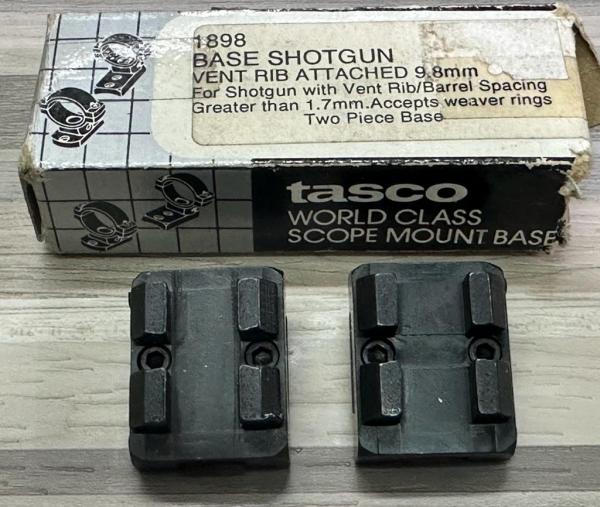 1898
BASE SHOTGUN
VENT RIB ATTACHED 9.8mm
For Shotgun with Vent Rib/Barrel Spacing
Greater than 1.7mm.Accepts weaver rings
Two Piece Base
tasco
WORLD CLASS
SCOPE MOUNT BASE